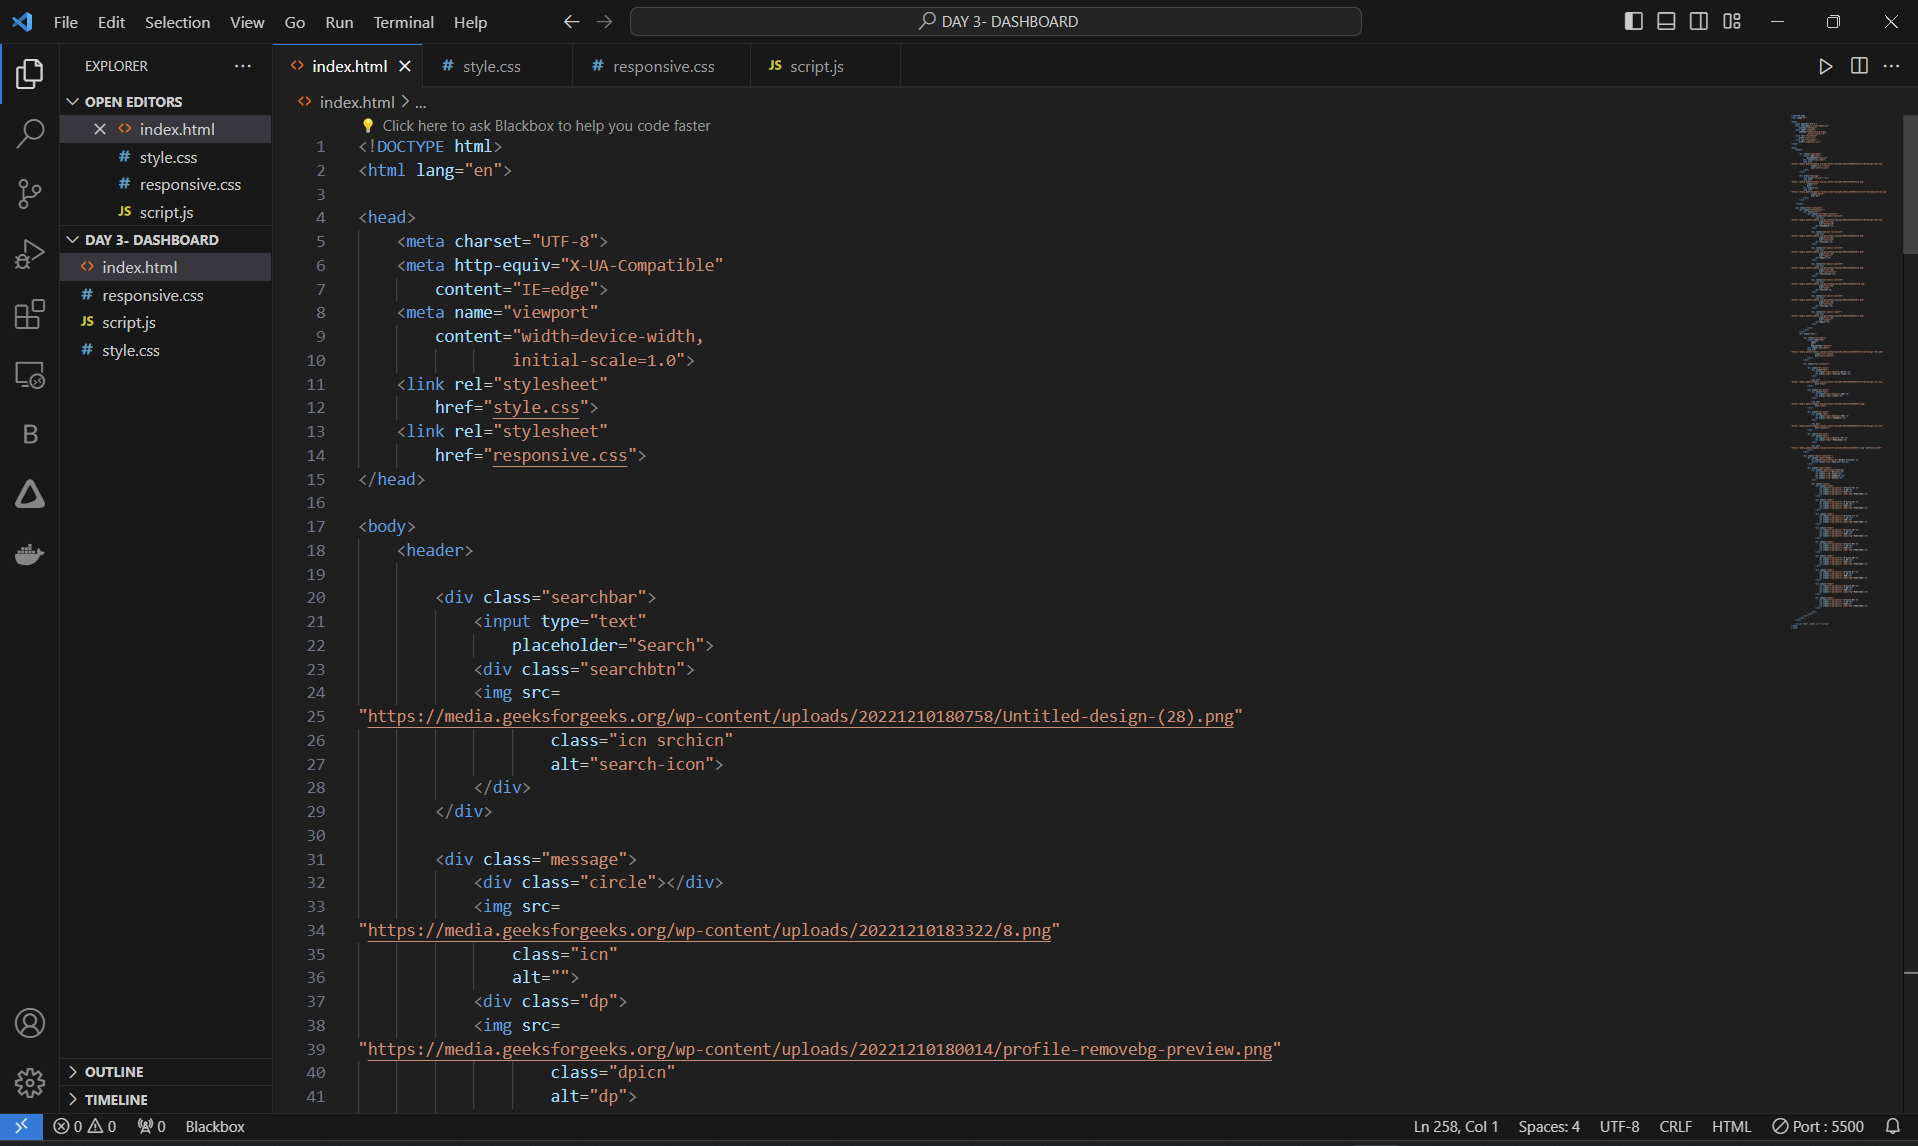 File Edit Selection View Go Run Terminal Help DAY 3- DASHBOARD
EXPLORER
OPEN EDITORS
index.html
style.css
responsive.css
script.js
DAY 3- DASHBOARD
index.html
responsive.css
script.js
style.css
OUTLINE
TIMELINE
index.html style.css responsive.css script.js
index.html > ...
Click here to ask Blackbox to help you code faster
1 <!DOCTYPE html>
2 <html lang="en">
3
4 <head>
5 <meta charset="UTF-8">
6 <meta http-equiv="X-UA-Compatible"
7 content="IE=edge">
8 <meta name="viewport"
9 content="width=device-width,
10 initial-scale=1.0">
11 <link rel="stylesheet"
12 href="style.css">
13 <link rel="stylesheet"
14 href="responsive.css">
15 </head>
16
17 <body>
18 <header>
19
20 <div class="searchbar">
21 <input type="text"
22 placeholder="Search">
23 <div class="searchbtn">
24 <img src=
25 "https://media.geeksforgeeks.org/wp-content/uploads/20221210180758/Untitled-design-(28).png"
26 class="icn srchicn"
27 alt="search-icon">
28 </div>
29 </div>
30
31 <div class="message">
32 <div class="circle"></div>
33 <img src=
34 "https://media.geeksforgeeks.org/wp-content/uploads/20221210183322/8.png"
35 class="icn"
36 alt="">
37 <div class="dp">
38 <img src=
39 "https://media.geeksforgeeks.org/wp-content/uploads/20221210180014/profile-removebg-preview.png"
40 class="dpicn"
41 alt="dp">
0 0 0 Blackbox Ln 258, Col 1 Spaces: 4 UTF-8 CRLF HTML Port : 5500